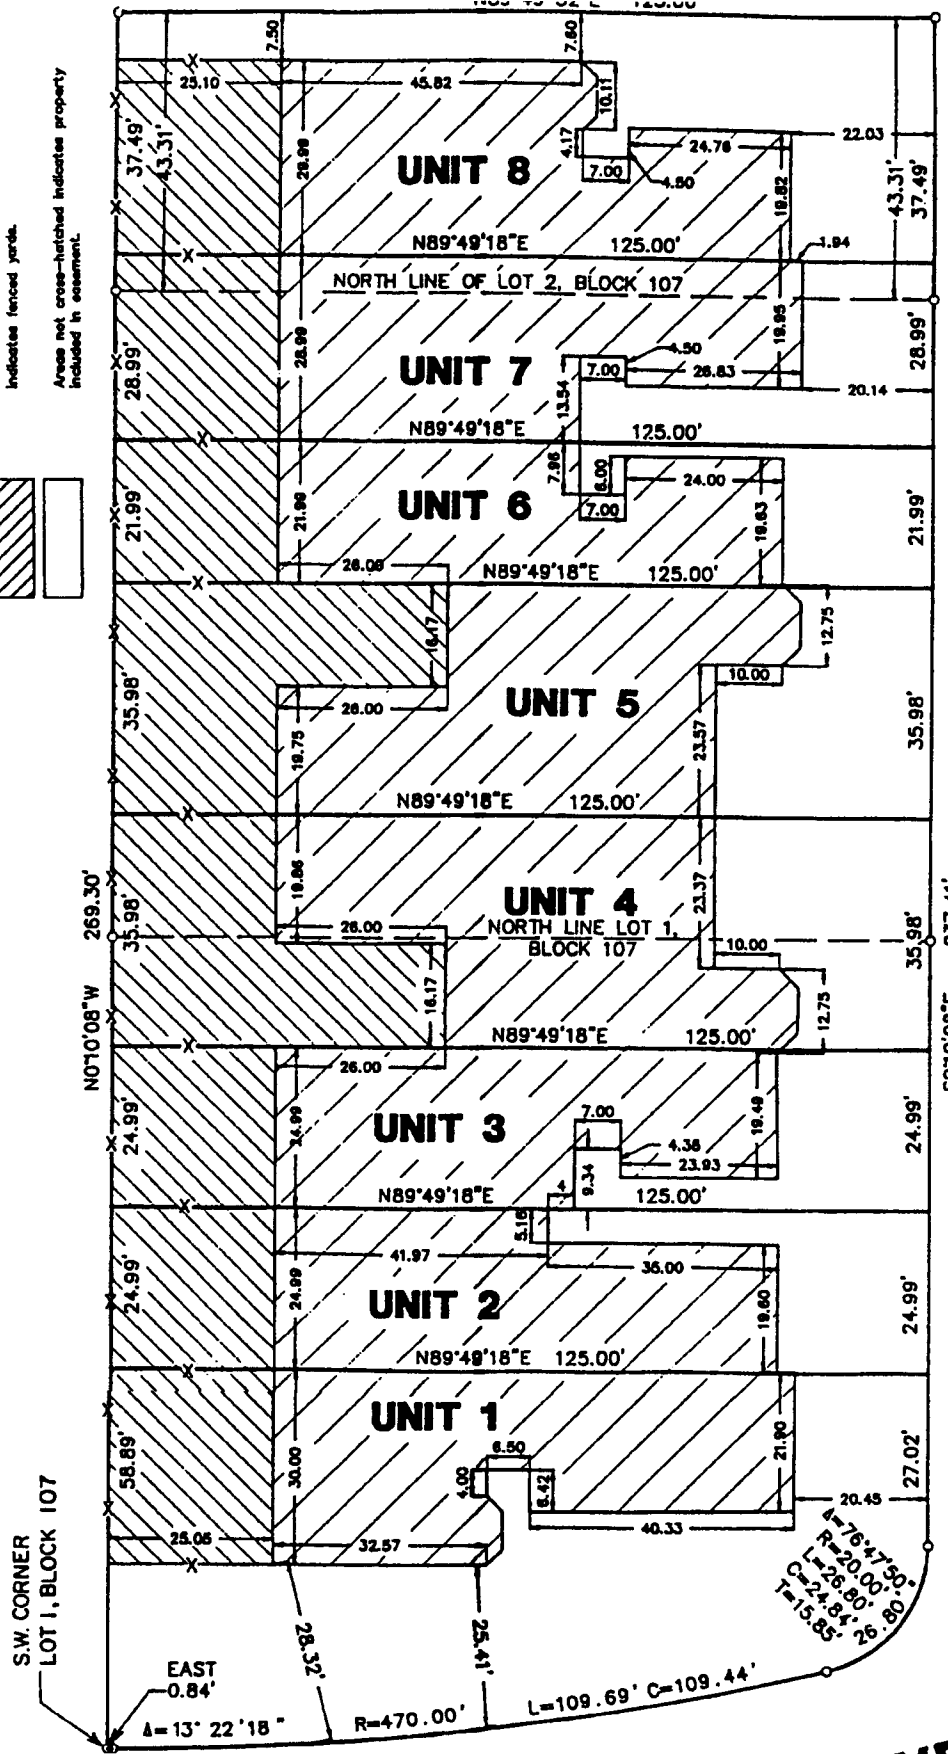 7.50
7.60
Indicates fenced yards.
Areas not cross-hatched indicates property
included in easement.
25.10
45.82
10.11
4.17
22.03
24.76
7.00
4.50
37.49'
43.31'
29.99
UNIT 8
19.82
43.31'
37.49'
N89°49'18"E 125.00'
1.94
NORTH LINE OF LOT 2, BLOCK 107
28.99'
28.99
19.95
28.99'
4.50
7.00
26.83
UNIT 7
13.54
20.14
N89°49'18"E 125.00'
7.96
6.00
24.00
7.00
21.99'
21.99
UNIT 6
19.63
21.99'
26.00
N89°49'18"E 125.00'
16.17
12.75
10.00
26.00
35.98'
UNIT 5
35.98'
19.75
23.57
N89°49'18"E 125.00'
19.86
23.37
UNIT 4
26.00
NORTH LINE LOT 1,
BLOCK 107
10.00
269.30'
35.98'
35.98'
16.17
12.75
N0°10'08"W
N89°49'18"E 125.00'
26.00
24.99'
24.99
UNIT 3
7.00
4.38
23.93
19.49
24.99'
9.34
4
N89°49'18"E 125.00'
5.16
41.97
35.00
24.99'
24.99
UNIT 2
19.60
24.99'
N89°49'18"E 125.00'
UNIT 1
58.89'
30.00
6.50
4.00
6.42
21.90
27.02'
20.45
40.33
25.05
32.57
Δ=76°47'50"
R=20.00'
L=26.80'
C=24.84'
T=15.85'
26.80'
S.W. CORNER
LOT 1, BLOCK 107
28.32'
25.41'
EAST
0.84'
Δ=13° 22'18"
R=470.00'
L=109.69' C=109.44'